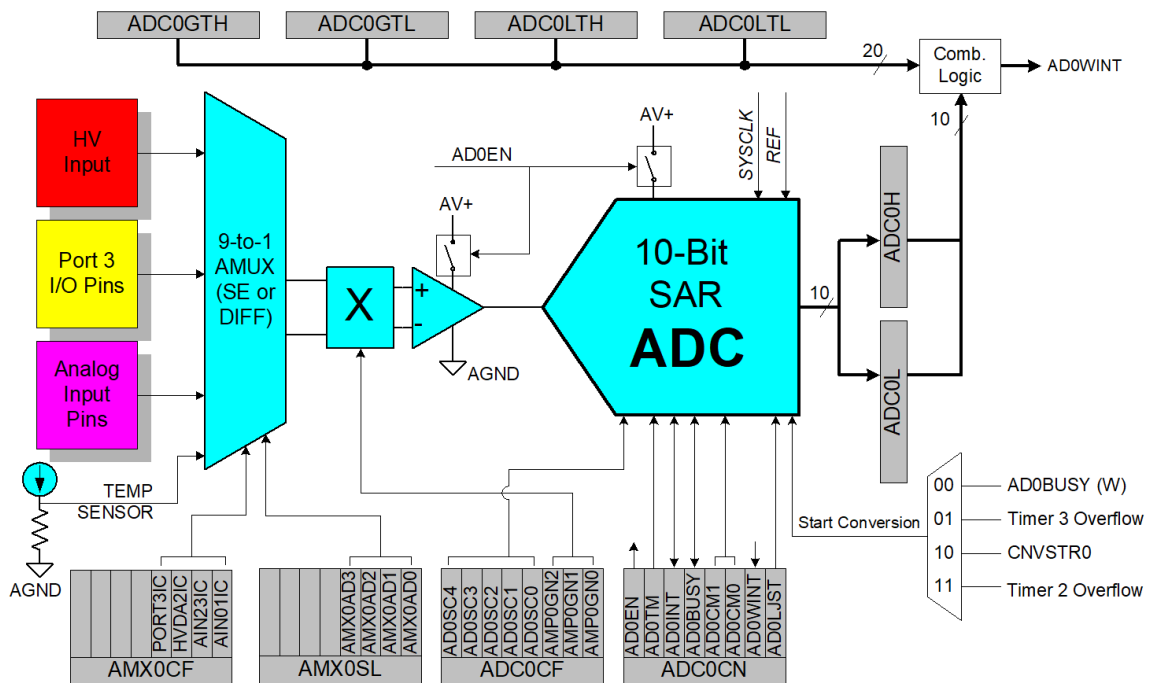 ADC0GTH
ADC0GTL
ADC0LTH
ADC0LTL
20
Comb.
Logic
AD0WINT
10
HV
Input
Port 3
I/O Pins
Analog
Input
Pins
9-to-1
AMUX
(SE or
DIFF)
AD0EN
AV+
AV+
SYSCLK
REF
X
+
-
AGND
10-Bit
SAR
ADC
10
ADC0H
ADC0L
TEMP
SENSOR
AGND
Start Conversion
00
AD0BUSY (W)
01
Timer 3 Overflow
10
CNVSTR0
11
Timer 2 Overflow
PORT3IC
HVDA2IC
AIN23IC
AIN01IC
AMX0CF
AMX0AD3
AMX0AD2
AMX0AD1
AMX0AD0
AMX0SL
AD0SC4
AD0SC3
AD0SC2
AD0SC1
AD0SC0
AMP0GN2
AMP0GN1
AMP0GN0
ADC0CF
AD0EN
AD0TM
AD0INT
AD0BUSY
AD0CM1
AD0CM0
AD0WINT
AD0LJST
ADC0CN